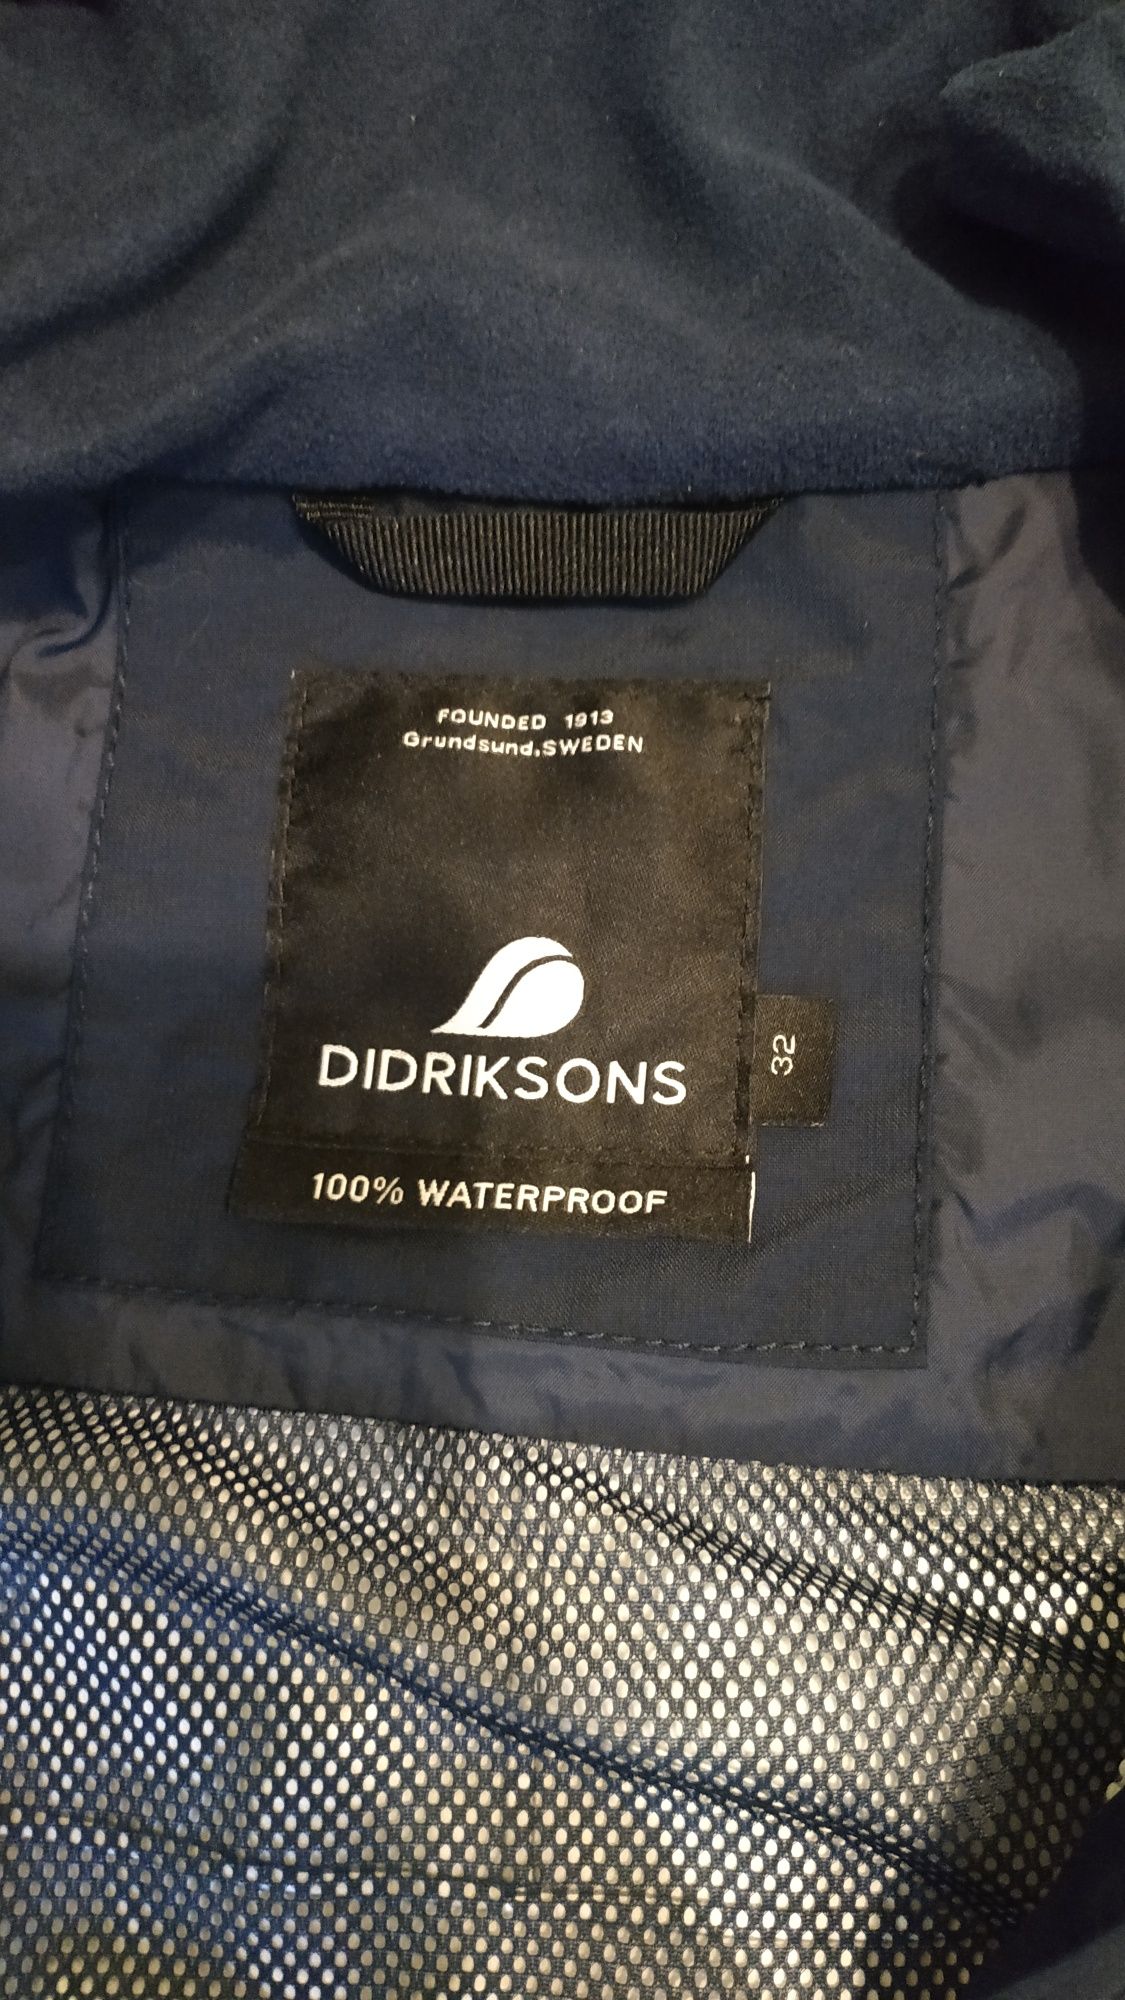 FOUNDED 1913
Grundsund,SWEDEN
DIDRIKSONS
32
100% WATERPROOF